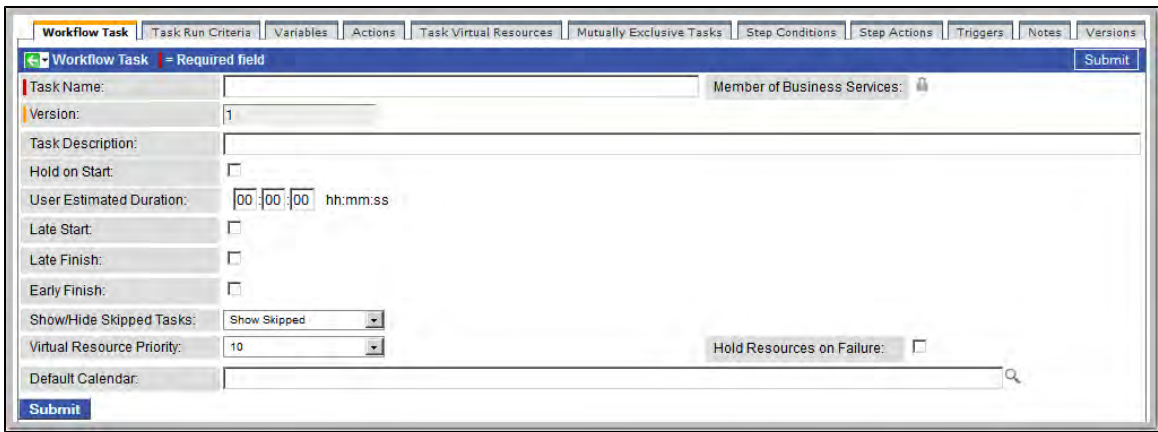 Workflow Task Task Run Criteria Variables Actions Task Virtual Resources Mutually Exclusive Tasks Step Conditions Step Actions Triggers Notes Versions
Workflow Task = Required field Submit
Task Name: Member of Business Services:
Version: 1
Task Description:
Hold on Start:
User Estimated Duration: 00 :00 :00 hh:mm:ss
Late Start:
Late Finish:
Early Finish:
Show/Hide Skipped Tasks: Show Skipped
Virtual Resource Priority: 10 Hold Resources on Failure:
Default Calendar:
Submit